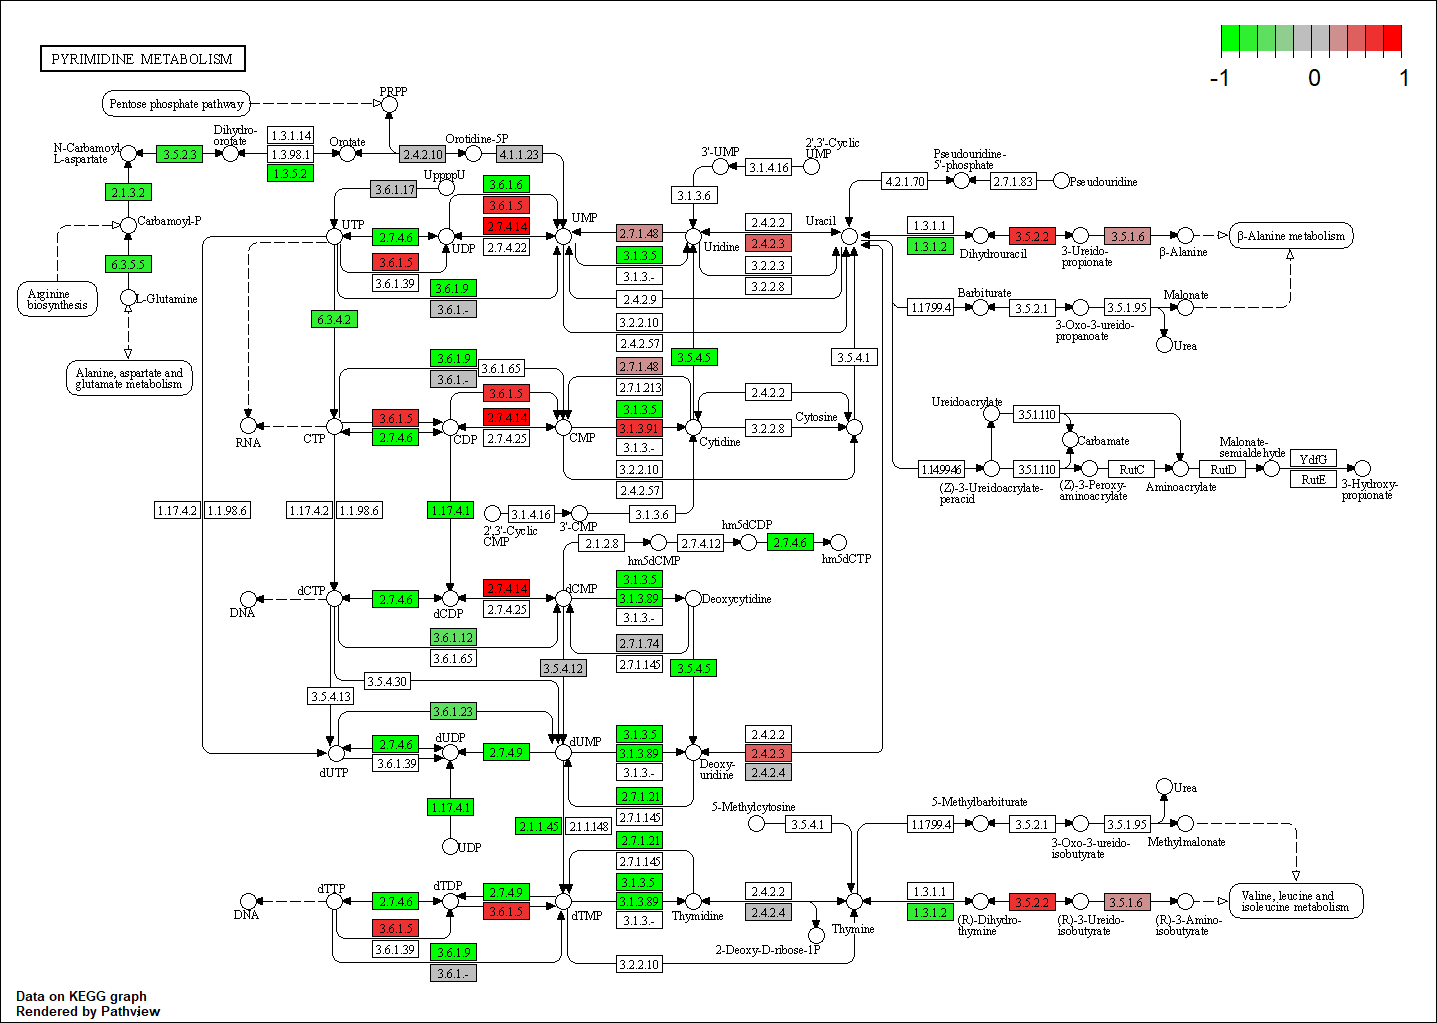 PYRIMIDINE METABOLISM
-1
0
1
Pentose phosphate pathway
PRPP
N-Carbamoyl-
L-aspartate
3.5.2.3
Dihydro-
orotate
1.3.1.14
1.3.98.1
1.3.5.2
Orotate
2.4.2.10
Orotidine-5P
4.1.1.23
2.1.3.2
Carbamoyl-P
6.3.5.5
Arginine
biosynthesis
L-Glutamine
Alanine, aspartate and
glutamate metabolism
UppppU
3.6.1.17
3.6.1.6
3.6.1.5
2.7.4.14
2.7.4.22
UTP
2.7.4.6
3.6.1.5
3.6.1.39
UDP
UMP
3.6.1.9
3.6.1.-
6.3.4.2
2.7.1.48
3.1.3.5
3.1.3.-
2.4.2.9
3.2.2.10
2.4.2.57
3'-UMP
3.1.4.16
2',3'-Cyclic
UMP
3.1.3.6
Uridine
2.4.2.2
2.4.2.3
3.2.2.3
3.2.2.8
Uracil
4.2.1.70
Pseudouridine-
5'-phosphate
2.7.1.83
Pseudouridine
1.3.1.1
1.3.1.2
Dihydrouracil
3.5.2.2
3-Ureido-
propionate
3.5.1.6
β-Alanine
β-Alanine metabolism
1.1.799.4
Barbiturate
3.5.2.1
3-Oxo-3-ureido-
propanoate
3.5.1.95
Malonate
Urea
3.6.1.9
3.6.1.-
3.6.1.65
3.6.1.5
2.7.4.14
2.7.4.25
RNA
CTP
3.6.1.5
2.7.4.6
CDP
CMP
2.7.1.48
2.7.1.213
3.1.3.5
3.1.3.91
3.1.3.-
3.2.2.10
2.4.2.57
3.5.4.5
3.5.4.1
Cytidine
2.4.2.2
3.2.2.8
Cytosine
Ureidoacrylate
3.5.1.110
Carbamate
1.14.99.46
(Z)-3-Ureidoacrylate-
peracid
3.5.1.110
(Z)-3-Peroxy-
aminoacrylate
RutC
Aminoacrylate
RutD
Malonate-
semialdehyde
YdfG
RutE
3-Hydroxy-
propionate
1.17.4.2
1.1.98.6
1.17.4.2
1.1.98.6
1.17.4.1
2',3'-Cyclic
CMP
3.1.4.16
3'-CMP
3.1.3.6
2.1.2.8
hm5dCMP
2.7.4.12
hm5dCDP
2.7.4.6
hm5dCTP
DNA
dCTP
2.7.4.6
dCDP
2.7.4.14
2.7.4.25
dCMP
3.1.3.5
3.1.3.89
3.1.3.-
Deoxycytidine
3.6.1.12
3.6.1.65
2.7.1.74
2.7.1.145
3.5.4.12
3.5.4.5
3.5.4.30
3.5.4.13
3.6.1.23
dUTP
2.7.4.6
3.6.1.39
dUDP
2.7.4.9
dUMP
3.1.3.5
3.1.3.89
3.1.3.-
Deoxy-
uridine
2.4.2.2
2.4.2.3
2.4.2.4
1.17.4.1
UDP
2.7.1.21
2.7.1.145
2.1.1.45
2.1.1.148
2.7.1.21
2.7.1.145
5-Methylcytosine
3.5.4.1
1.1.799.4
5-Methylbarbiturate
3.5.2.1
3-Oxo-3-ureido-
isobutyrate
3.5.1.95
Urea
Methylmalonate
DNA
dTTP
2.7.4.6
3.6.1.5
3.6.1.39
dTDP
2.7.4.9
3.6.1.5
dTMP
3.6.1.9
3.6.1.-
3.1.3.5
3.1.3.89
3.1.3.-
Thymidine
2.4.2.2
2.4.2.4
2-Deoxy-D-ribose-1P
3.2.2.10
Thymine
1.3.1.1
1.3.1.2
(R)-Dihydro-
thymine
3.5.2.2
(R)-3-Ureido-
isobutyrate
3.5.1.6
(R)-3-Amino-
isobutyrate
Valine, leucine and
isoleucine metabolism
Data on KEGG graph
Rendered by Pathview